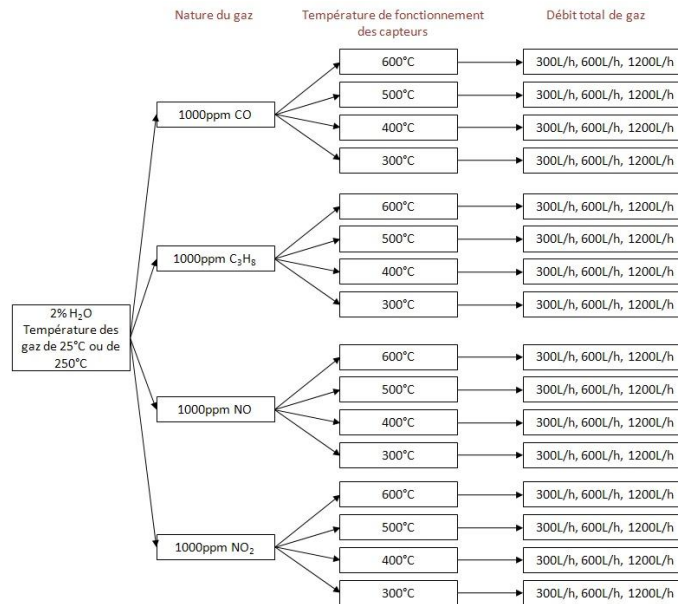 Nature du gaz
Température de fonctionnement
des capteurs
Débit total de gaz
2% H₂O
Température des
gaz de 25°C ou de
250°C
1000ppm CO
600°C
300L/h, 600L/h, 1200L/h
500°C
300L/h, 600L/h, 1200L/h
400°C
300L/h, 600L/h, 1200L/h
300°C
300L/h, 600L/h, 1200L/h
1000ppm C₃H₈
600°C
300L/h, 600L/h, 1200L/h
500°C
300L/h, 600L/h, 1200L/h
400°C
300L/h, 600L/h, 1200L/h
300°C
300L/h, 600L/h, 1200L/h
1000ppm NO
600°C
300L/h, 600L/h, 1200L/h
500°C
300L/h, 600L/h, 1200L/h
400°C
300L/h, 600L/h, 1200L/h
300°C
300L/h, 600L/h, 1200L/h
1000ppm NO₂
600°C
300L/h, 600L/h, 1200L/h
500°C
300L/h, 600L/h, 1200L/h
400°C
300L/h, 600L/h, 1200L/h
300°C
300L/h, 600L/h, 1200L/h